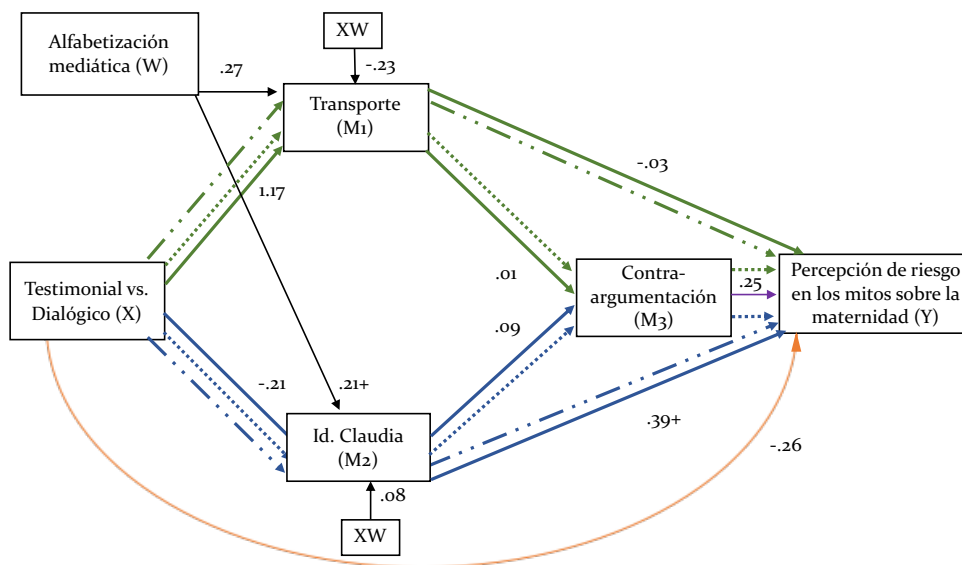 XW
Alfabetización
mediática (W)
.27
-.23
Transporte
(M1)
-.03
1.17
Testimonial vs.
Dialógico (X)
.01
Contra-
argumentación
(M3)
.25
Percepción de riesgo
en los mitos sobre la
maternidad (Y)
.09
-.21
.21+
Id. Claudia
(M2)
.39+
-.26
.08
XW